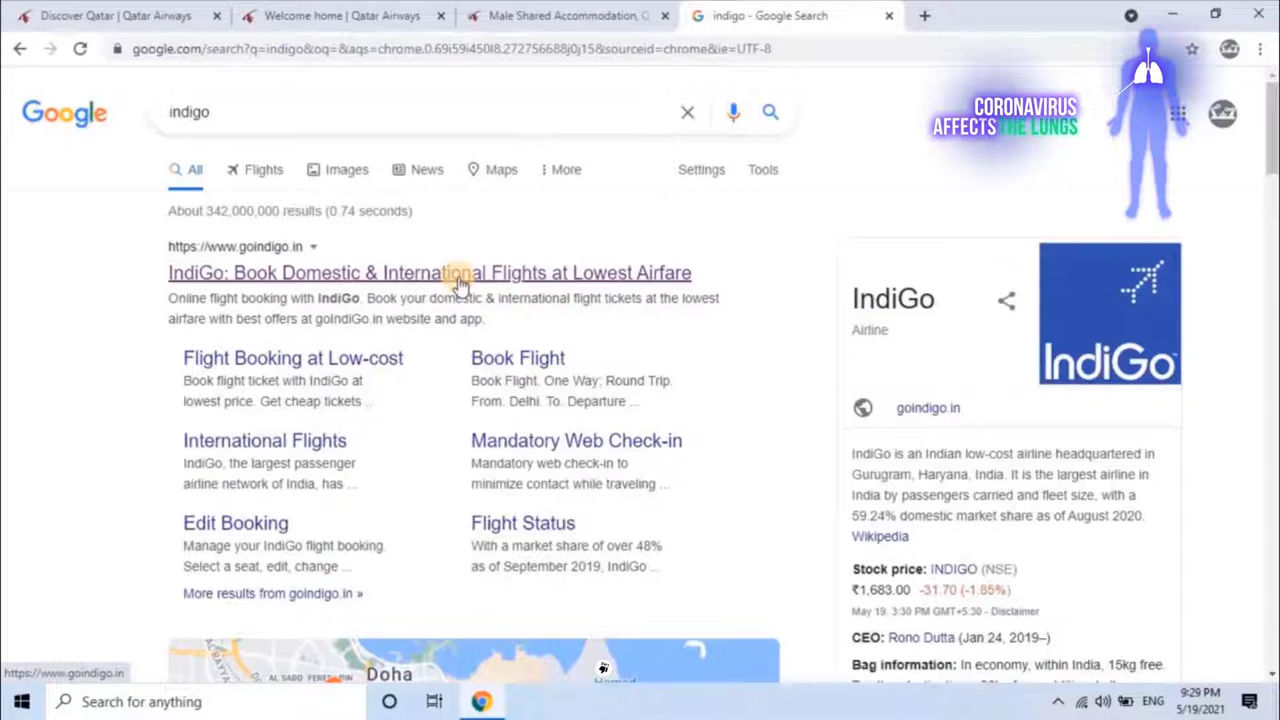 Discover Qatar | Qatar Airways
Welcome home | Qatar Airways
Male Shared Accommodation, Q
indigo - Google Search
google.com/search?q=indigo&oq=&aqs=chrome.0.69i59i450l8.272756688j0j15&sourceid=chrome&ie=UTF-8
CORONAVIRUS
AFFECTS THE LUNGS
Google
indigo
All
Flights
Images
News
Maps
More
Settings
Tools
About 342,000,000 results (0.74 seconds)
https://www.goindigo.in
IndiGo: Book Domestic & International Flights at Lowest Airfare
Online flight booking with IndiGo. Book your domestic & international flight tickets at the lowest
airfare with best offers at goIndiGo.in website and app.
Flight Booking at Low-cost
Book flight ticket with IndiGo at
lowest price. Get cheap tickets ...
Book Flight
Book Flight. One Way; Round Trip.
From. Delhi. To. Departure ...
International Flights
IndiGo, the largest passenger
airline network of India, has ...
Mandatory Web Check-in
Mandatory web check-in to
minimize contact while traveling ...
Edit Booking
Manage your IndiGo flight booking.
Select a seat, edit, change ...
Flight Status
With a market share of over 48%
as of September 2019, IndiGo ...
More results from goindigo.in »
Doha
IndiGo
Airline
IndiGo
goindigo.in
IndiGo is an Indian low-cost airline headquartered in
Gurugram, Haryana, India. It is the largest airline in
India by passengers carried and fleet size, with a
59.24% domestic market share as of August 2020.
Wikipedia
Stock price: INDIGO (NSE)
₹1,683.00 -31.70 (-1.85%)
May 19, 3:30 PM GMT+5:30 - Disclaimer
CEO: Rono Dutta (Jan 24, 2019–)
Bag information: In economy, within India, 15kg free.
https://www.goindigo.in
Search for anything
ENG
9:29 PM
5/19/2021